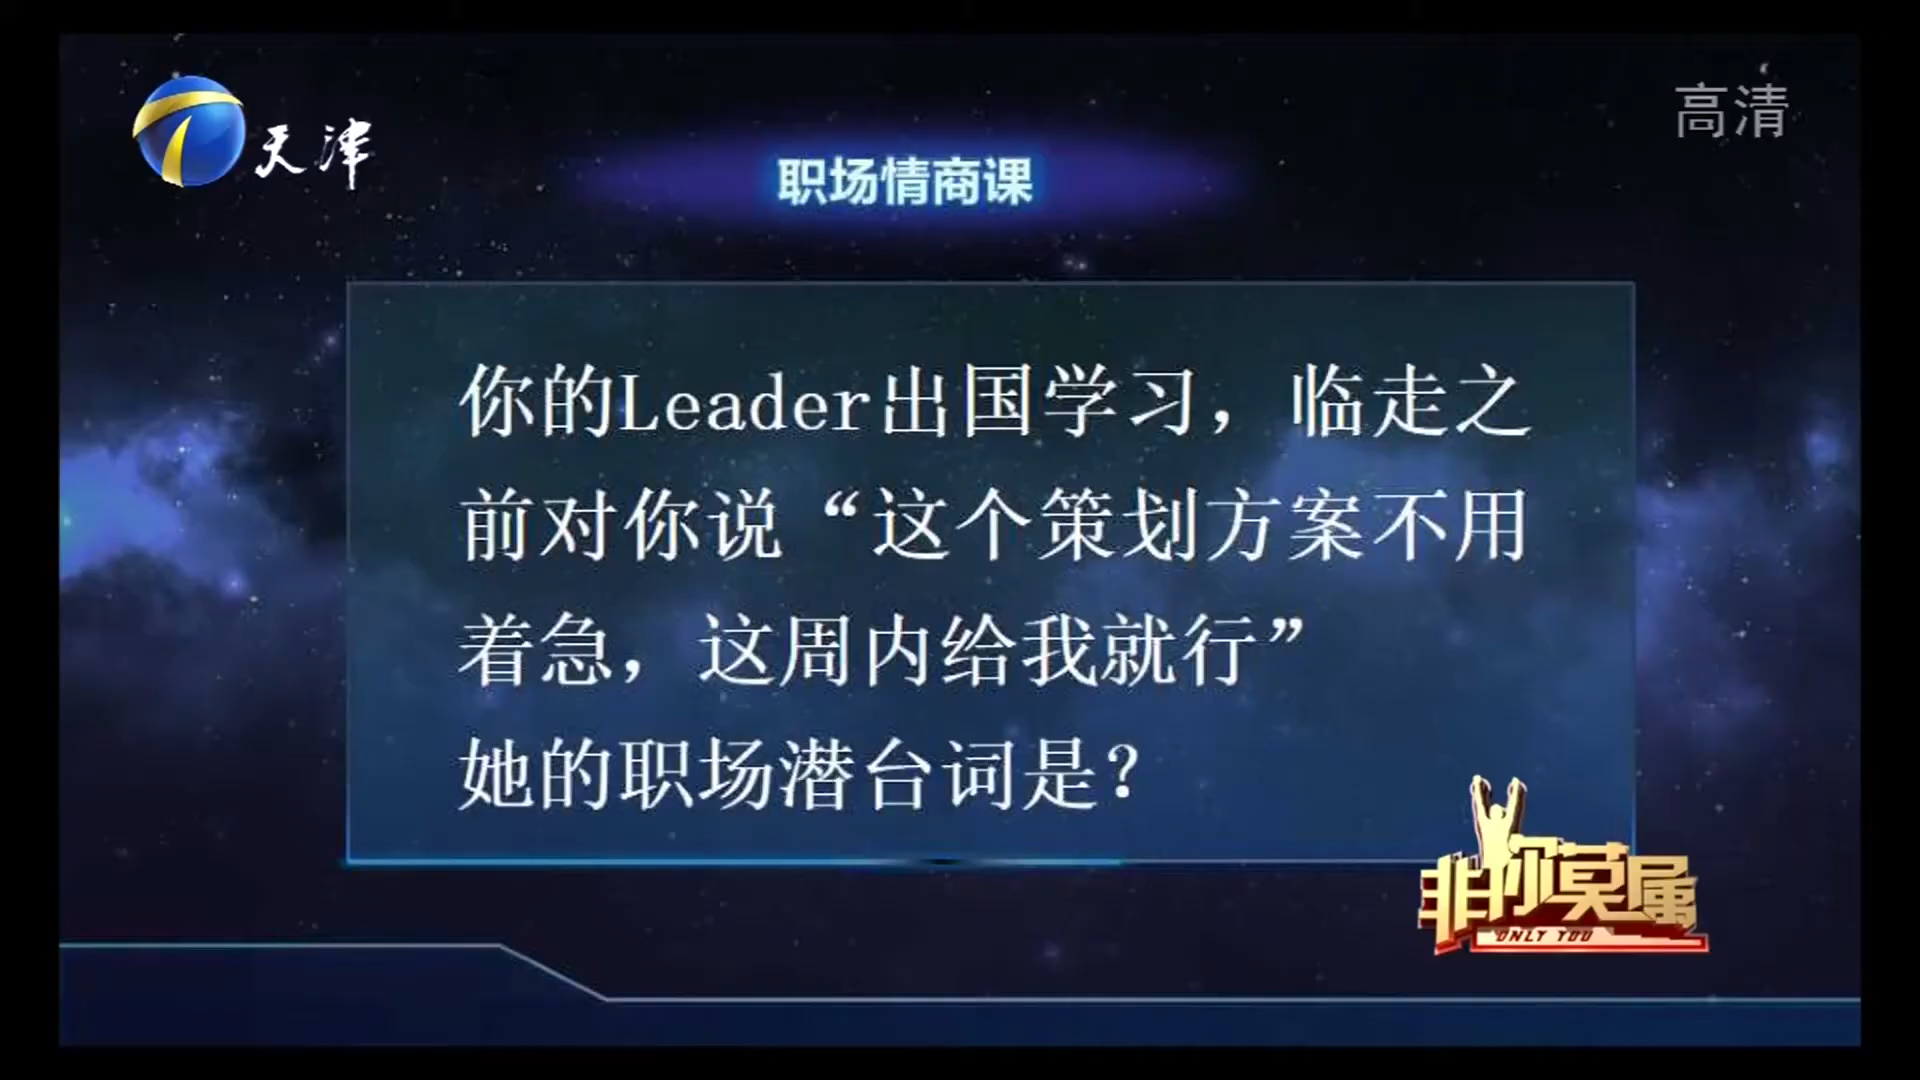 天津
高清
职场情商课
你的Leader出国学习，临走之
前对你说“这个策划方案不用
着急，这周内给我就行”
她的职场潜台词是？
非你莫属
ONLY YOU